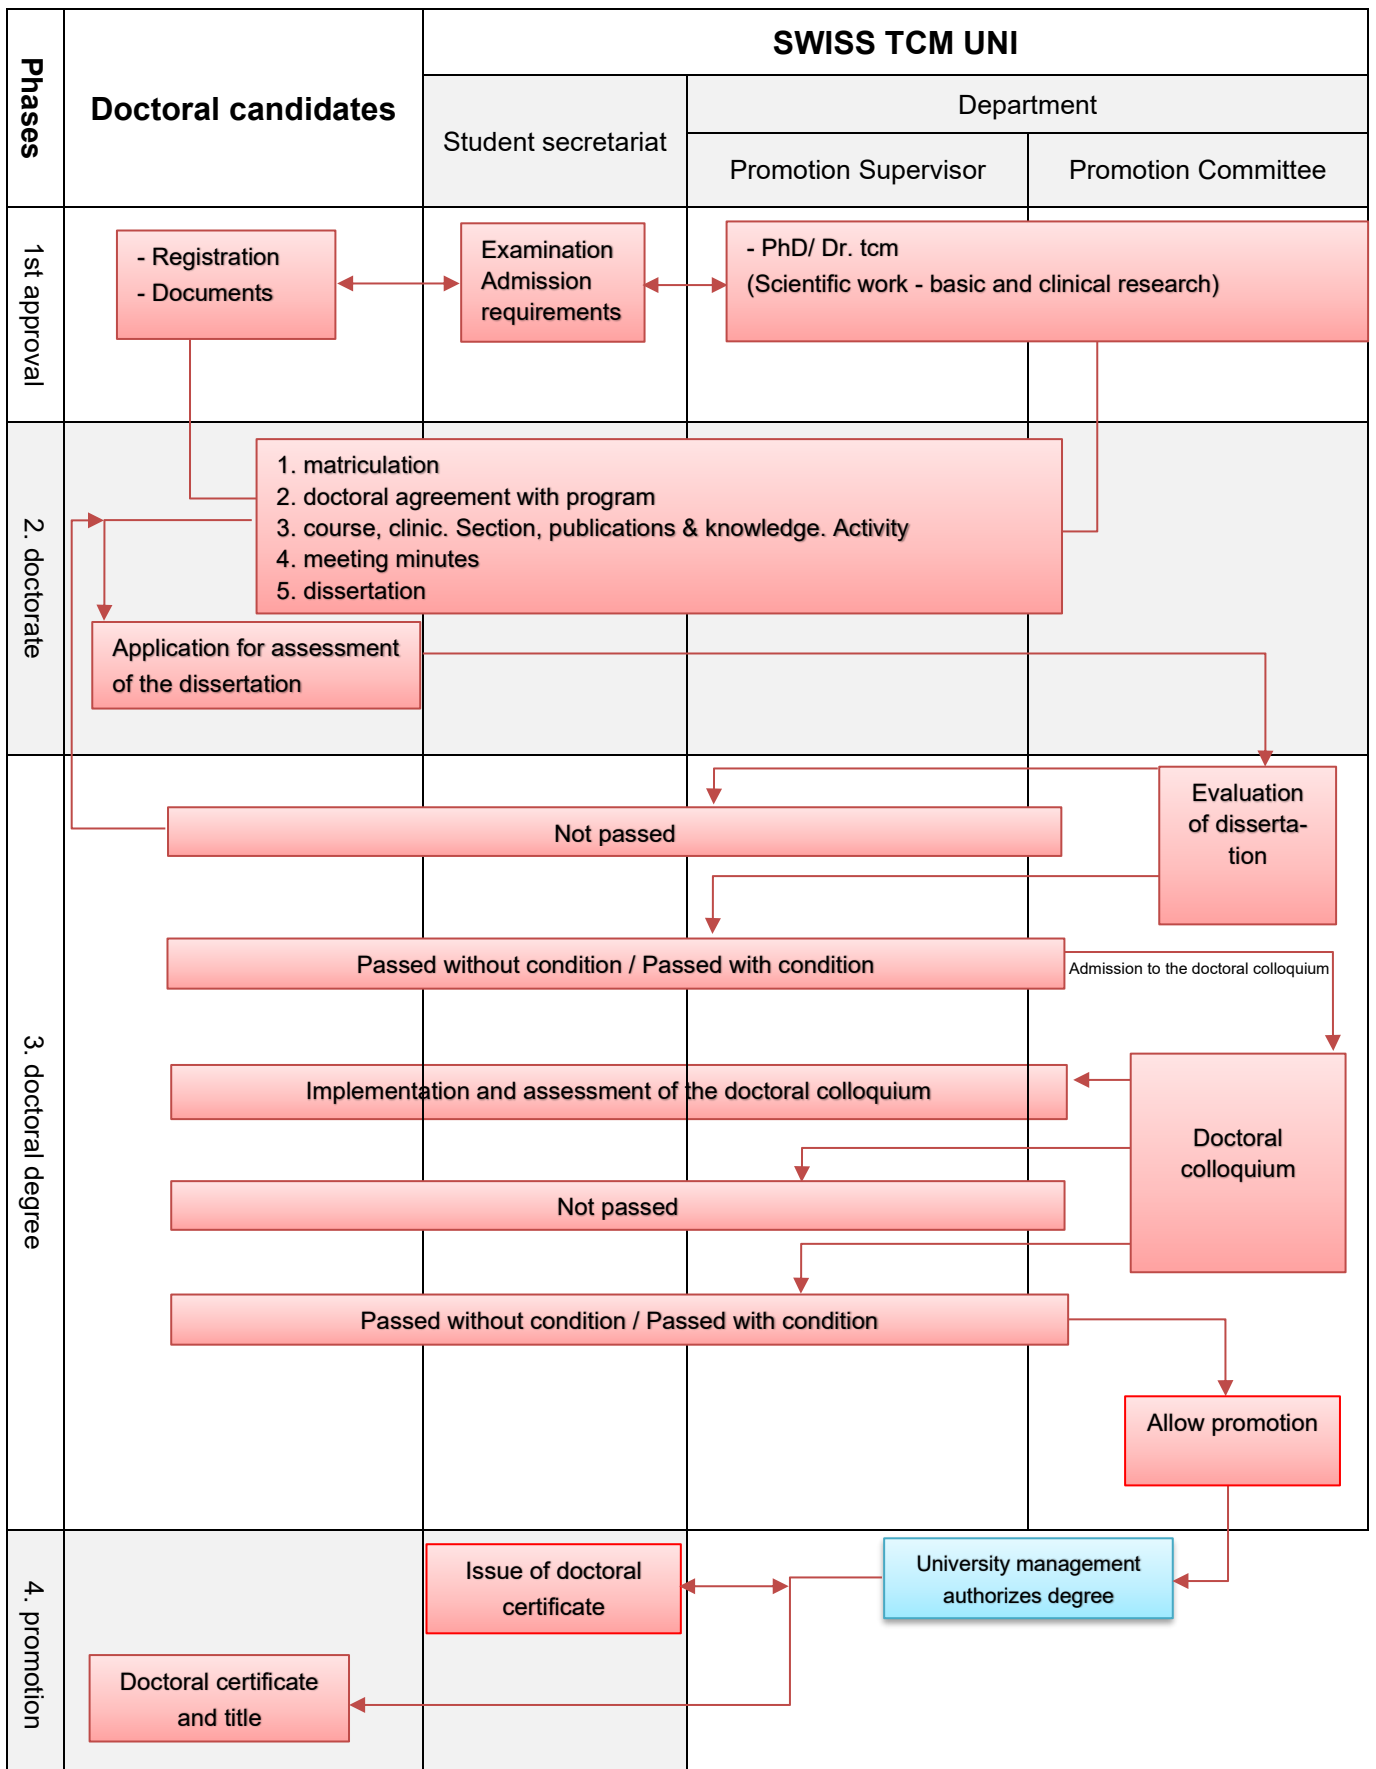 SWISS TCM UNI
Phases
Doctoral candidates
Student secretariat
Department
Promotion Supervisor
Promotion Committee
1st approval
- Registration
- Documents
Examination
Admission
requirements
- PhD/ Dr. tcm
(Scientific work - basic and clinical research)
2. doctorate
1. matriculation
2. doctoral agreement with program
3. course, clinic. Section, publications & knowledge. Activity
4. meeting minutes
5. dissertation
Application for assessment
of the dissertation
3. doctoral degree
Evaluation
of disserta-
tion
Not passed
Passed without condition / Passed with condition
Admission to the doctoral colloquium
Implementation and assessment of the doctoral colloquium
Doctoral
colloquium
Not passed
Passed without condition / Passed with condition
Allow promotion
4. promotion
Issue of doctoral
certificate
University management
authorizes degree
Doctoral certificate
and title